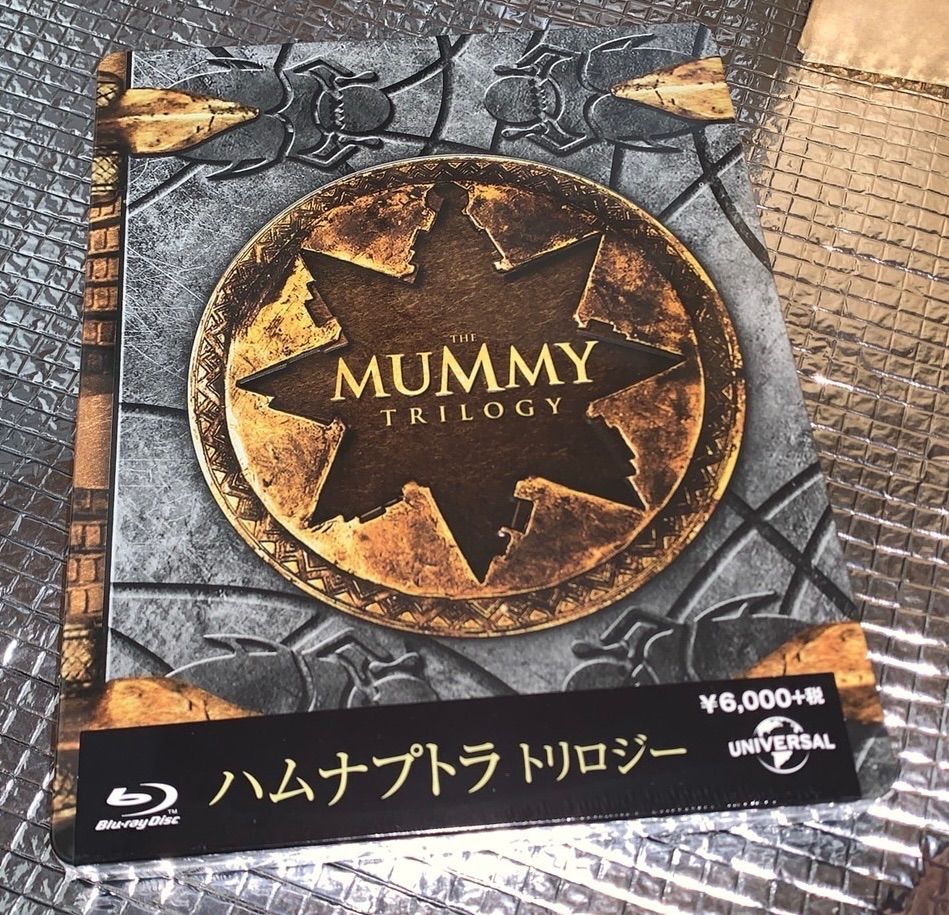 THE
MUMMY
TRILOGY
¥6,000+税
UNIVERSAL
ハムナプトラ トリロジー
Blu-ray Disc™